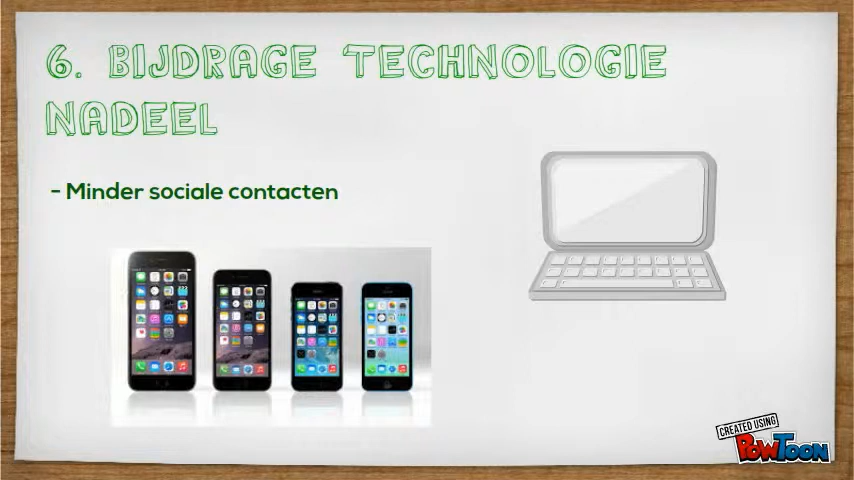 6. BIJDRAGE TECHNOLOGIE
NADEEL
- Minder sociale contacten
CREATED USING
POWTOON